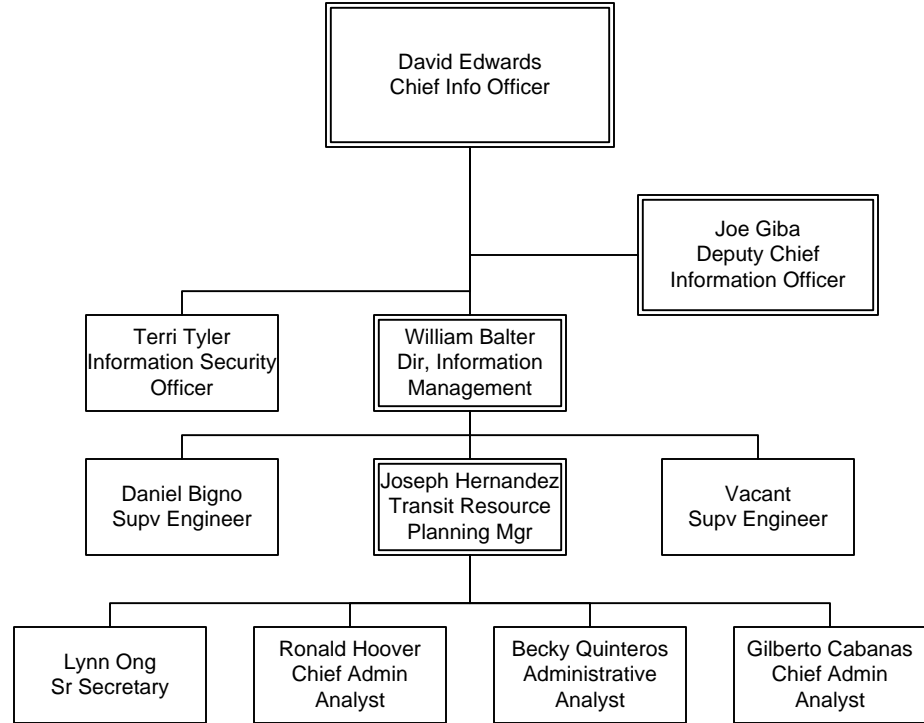 David Edwards
Chief Info Officer
Joe Giba
Deputy Chief
Information Officer
Terri Tyler
Information Security
Officer
William Balter
Dir, Information
Management
Daniel Bigno
Supv Engineer
Joseph Hernandez
Transit Resource
Planning Mgr
Vacant
Supv Engineer
Lynn Ong
Sr Secretary
Ronald Hoover
Chief Admin
Analyst
Becky Quinteros
Administrative
Analyst
Gilberto Cabanas
Chief Admin
Analyst